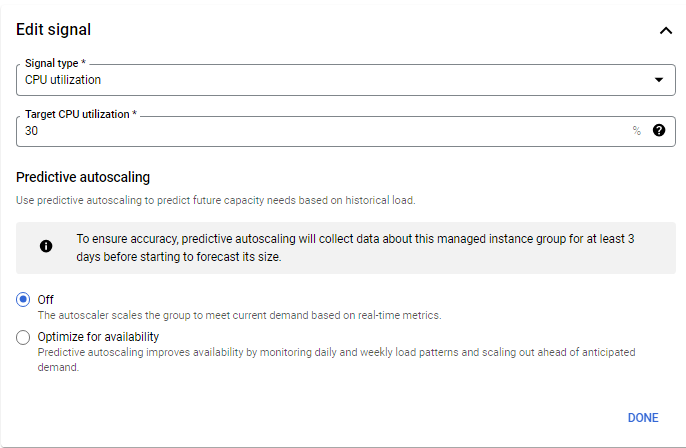 Edit signal
Signal type *
CPU utilization
Target CPU utilization *
30
%
Predictive autoscaling
Use predictive autoscaling to predict future capacity needs based on historical load.
To ensure accuracy, predictive autoscaling will collect data about this managed instance group for at least 3
days before starting to forecast its size.
Off
The autoscaler scales the group to meet current demand based on real-time metrics.
Optimize for availability
Predictive autoscaling improves availability by monitoring daily and weekly load patterns and scaling out ahead of anticipated
demand.
DONE